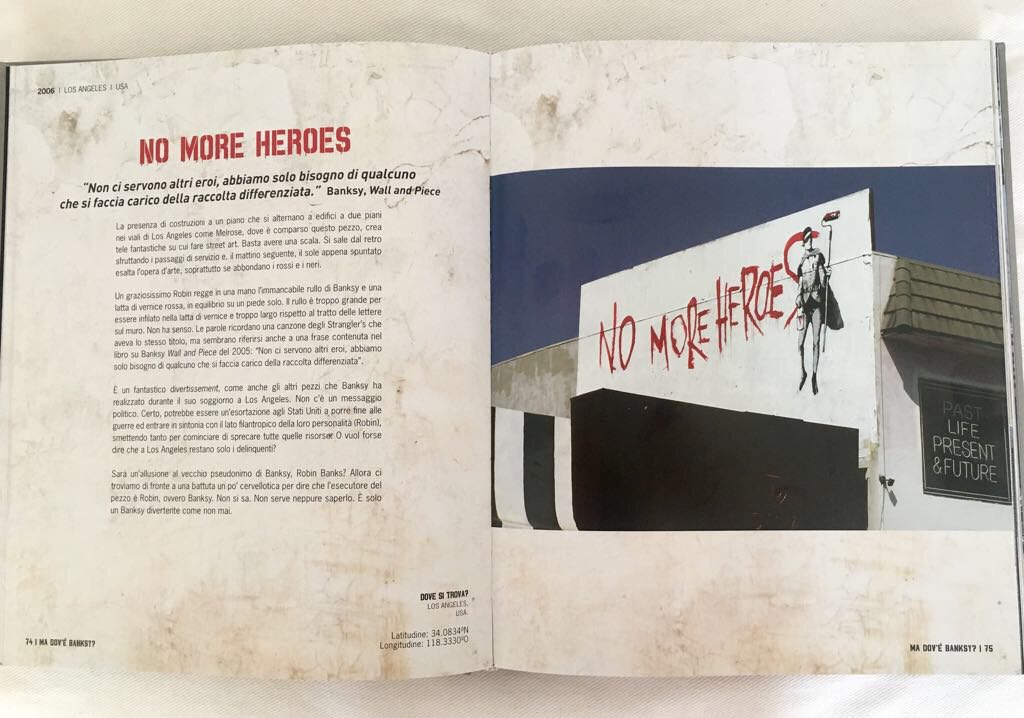 2006 | LOS ANGELES | USA
NO MORE HEROES
"Non ci servono altri eroi, abbiamo solo bisogno di qualcuno
che si faccia carico della raccolta differenziata." Banksy, Wall and Piece
La presenza di costruzioni a un piano che si alternano a edifici a due piani
nei viali di Los Angeles come Melrose, dove è comparso questo pezzo, crea
tele fantastiche su cui fare street art. Basta avere una scala. Si sale dal retro
sfruttando i passaggi di servizio e, il mattino seguente, il sole appena spuntato
esalta l'opera d'arte, soprattutto se abbondano i rossi e i neri.
Un graziosissimo Robin regge in una mano l'immancabile rullo di Banksy e una
latta di vernice rossa, in equilibrio su un piede solo. Il rullo è troppo grande per
essere infilato nella latta di vernice e troppo largo rispetto al tratto delle lettere
sul muro. Non ha senso. Le parole ricordano una canzone degli Strangler's che
aveva lo stesso titolo, ma sembrano riferirsi anche a una frase contenuta nel
libro su Banksy Wall and Piece del 2005: "Non ci servono altri eroi, abbiamo
solo bisogno di qualcuno che si faccia carico della raccolta differenziata".
È un fantastico divertissement, come anche gli altri pezzi che Banksy ha
realizzato durante il suo soggiorno a Los Angeles. Non c'è un messaggio
politico. Certo, potrebbe essere un'esortazione agli Stati Uniti a porre fine alle
guerre ed entrare in sintonia con il lato filantropico della loro personalità (Robin),
smettendo tanto per cominciare di sprecare tutte quelle risorse. O vuol forse
dire che a Los Angeles restano solo i delinquenti?
Sarà un'allusione al vecchio pseudonimo di Banksy, Robin Banks? Allora ci
troviamo di fronte a una battuta un po' cervellotica per dire che l'esecutore del
pezzo è Robin, ovvero Banksy. Non si sa. Non serve neppure saperlo. È solo
un Banksy divertente come non mai.
DOVE SI TROVA?
LOS ANGELES,
USA.
Latitudine: 34.0834ºN
Longitudine: 118.3330ºO
74 | MA DOV'É BANKSY?
NO MORE HEROES
PAST
LIFE
PRESENT
& FUTURE
MA DOV'É BANKSY? | 75